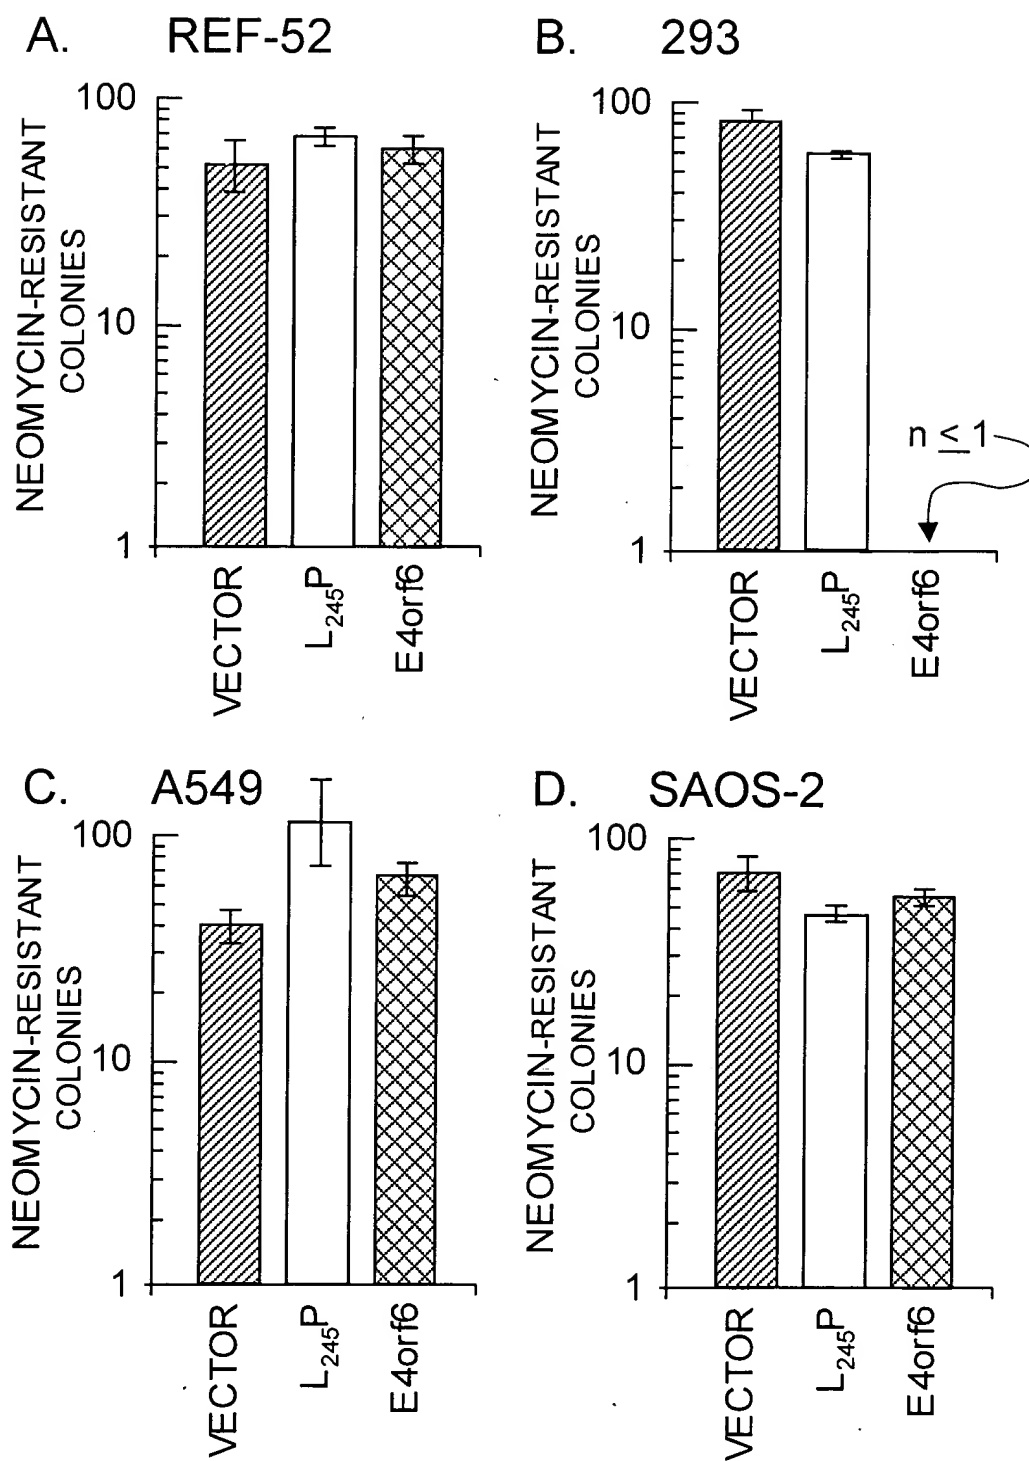 A. REF-52
NEOMYCIN-RESISTANT
COLONIES
100
10
1
VECTOR
L245P
E4orf6
B. 293
NEOMYCIN-RESISTANT
COLONIES
100
10
1
n ≤ 1
VECTOR
L245P
E4orf6
C. A549
NEOMYCIN-RESISTANT
COLONIES
100
10
1
VECTOR
L245P
E4orf6
D. SAOS-2
NEOMYCIN-RESISTANT
COLONIES
100
10
1
VECTOR
L245P
E4orf6